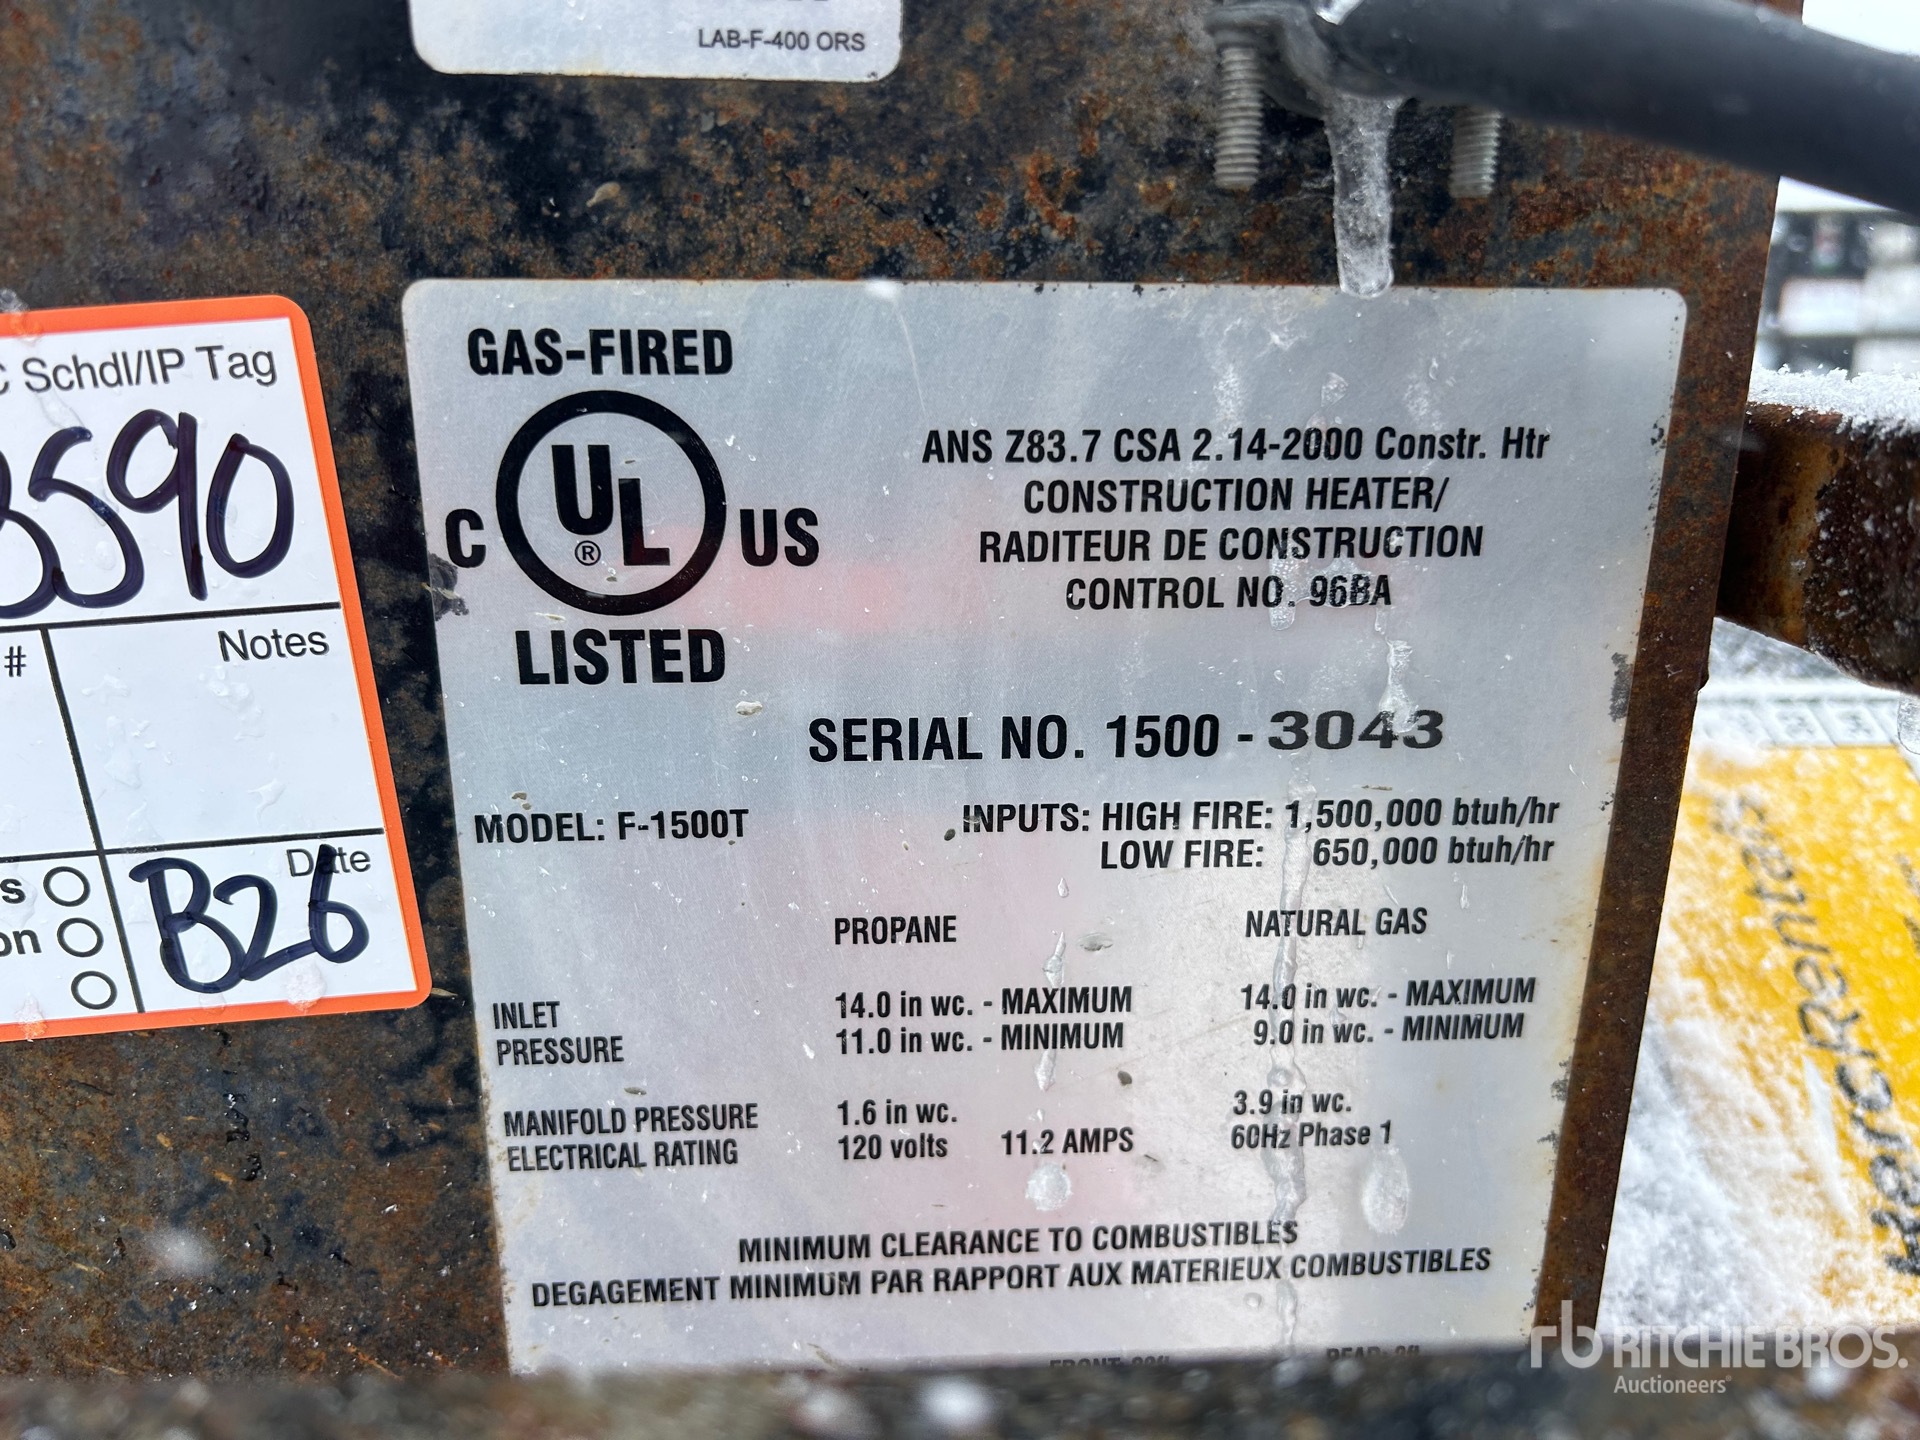 LAB-F-400 ORS
Schdl/IP Tag
3590
#
Notes
Date
B26
GAS-FIRED
C UL ® US
LISTED
ANS Z83.7 CSA 2.14-2000 Constr. Htr
CONSTRUCTION HEATER/
RADITEUR DE CONSTRUCTION
CONTROL NO. 96BA
SERIAL NO. 1500 - 3043
MODEL: F-1500T
INPUTS: HIGH FIRE: 1,500,000 btuh/hr
LOW FIRE: 650,000 btuh/hr
PROPANE NATURAL GAS
INLET PRESSURE
14.0 in wc. - MAXIMUM 14.0 in wc. - MAXIMUM
11.0 in wc. - MINIMUM 9.0 in wc. - MINIMUM
MANIFOLD PRESSURE 1.6 in wc. 3.9 in wc.
ELECTRICAL RATING 120 volts 11.2 AMPS 60Hz Phase 1
MINIMUM CLEARANCE TO COMBUSTIBLES
DEGAGEMENT MINIMUM PAR RAPPORT AUX MATERIEUX COMBUSTIBLES
HercRentals
rb RITCHIE BROS.
Auctioneers